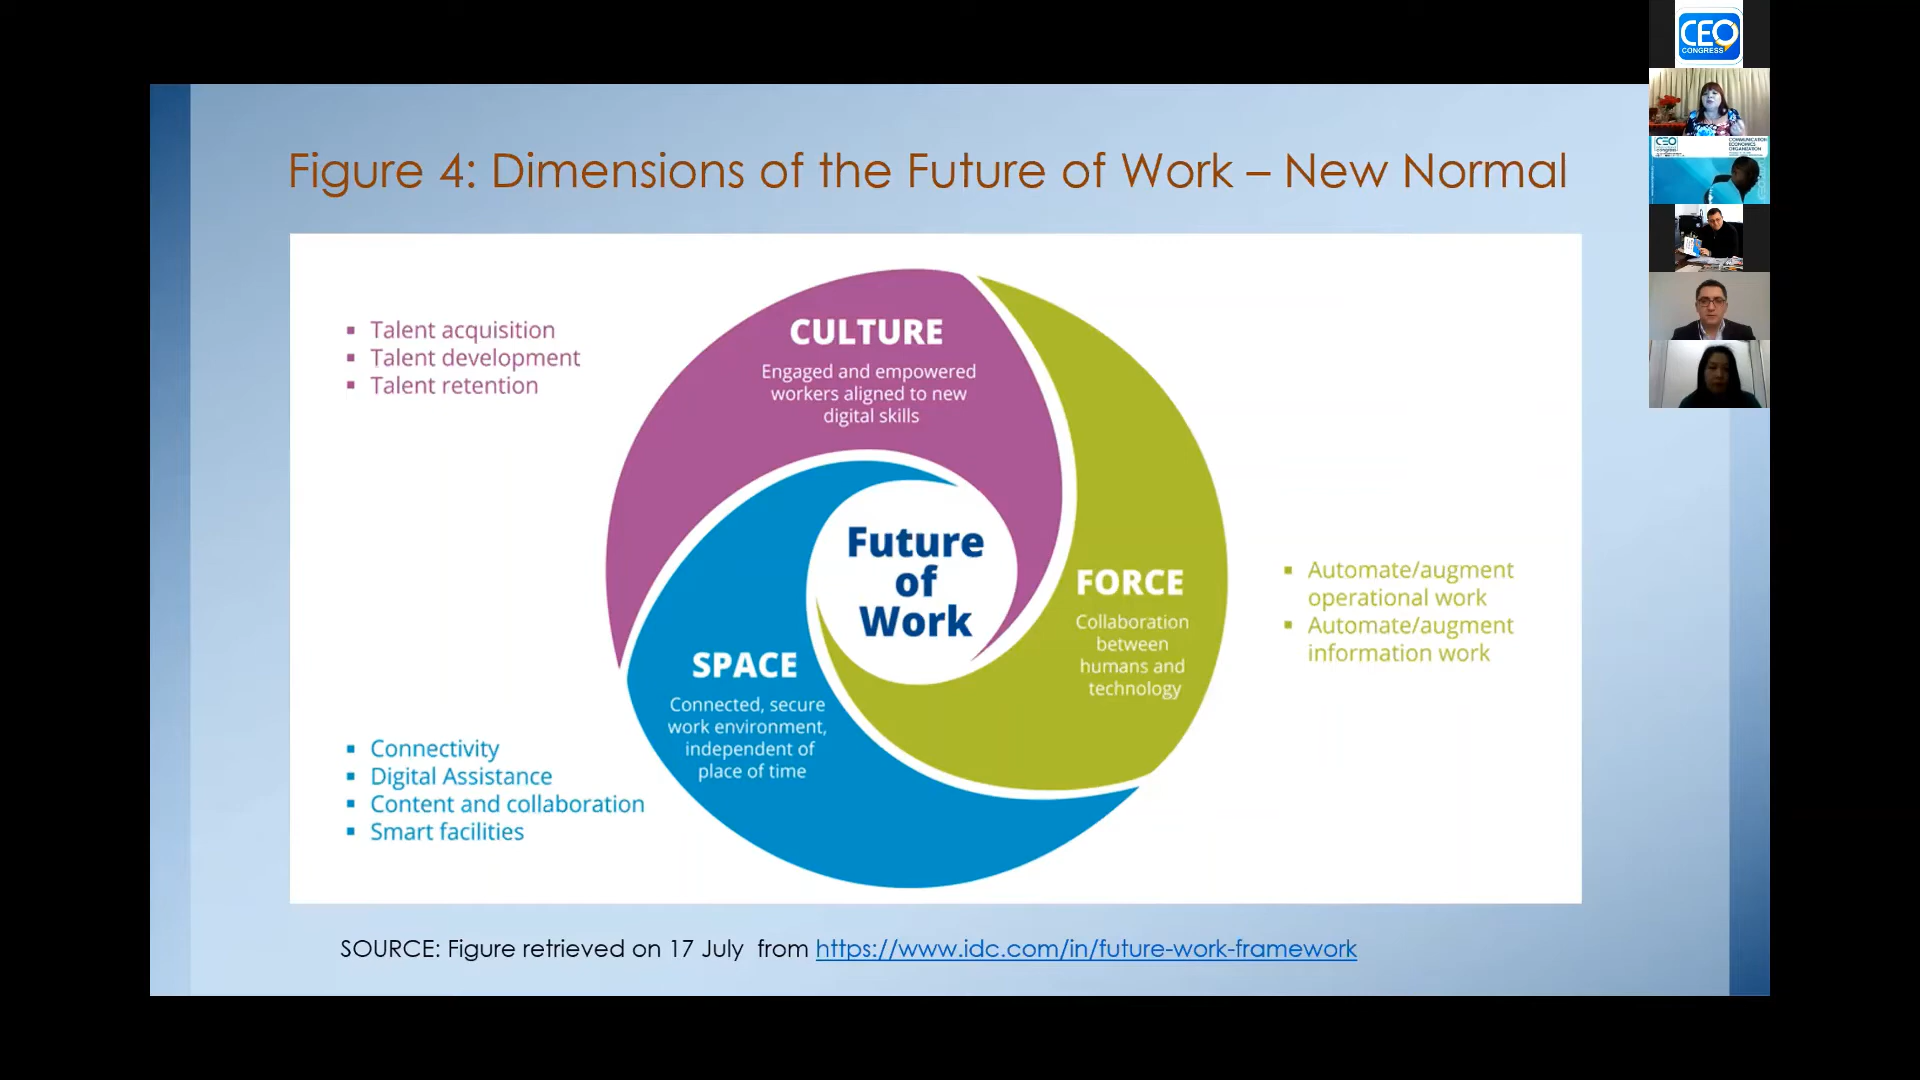 CEO
CONGRESS
Figure 4: Dimensions of the Future of Work – New Normal
CULTURE
Engaged and empowered
workers aligned to new
digital skills
▪ Talent acquisition
▪ Talent development
▪ Talent retention
Future
of
Work
FORCE
Collaboration
between
humans and
technology
▪ Automate/augment
operational work
▪ Automate/augment
information work
SPACE
Connected, secure
work environment,
independent of
place of time
▪ Connectivity
▪ Digital Assistance
▪ Content and collaboration
▪ Smart facilities
SOURCE: Figure retrieved on 17 July from https://www.idc.com/in/future-work-framework
CEO
COMMUNICATION
ECONOMICS
ORGANIZATION